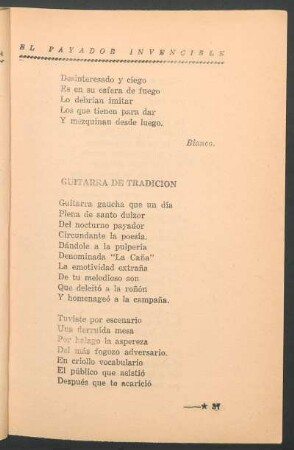 EL PAYADOR INVENCIBLE
Desinteresado y ciego
Es en su esfera de fuego
Lo debrían imitar
Los que tienen para dar
Y mezquinan desde luego.
Blanco.
GUITARRA DE TRADICION
Guitarra gaucha que un día
Plena de santo dulzor
Del nocturno payador
Circundante la poesía.
Dándole a la pulpería
Denominada "La Caña"
La emotividad extraña
De tu melodioso son
Que deleitó a la roñón
Y homenageó a la campaña.
Tuviste por escenario
Una derruída mesa
Por halago la aspereza
Del más fogozo adversario.
En criollo vocabulario
El público que asistió
Después que te acarició
—★ 31